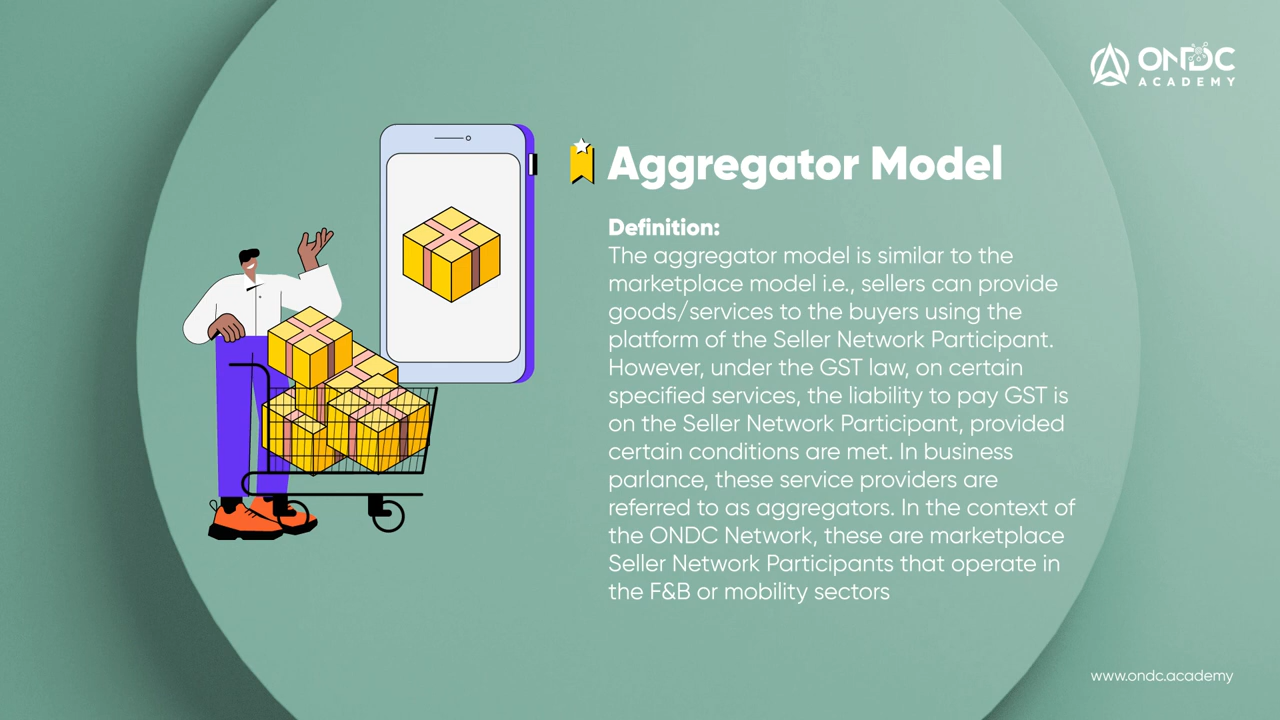 ONDC
ACADEMY
Aggregator Model
Definition:
The aggregator model is similar to the
marketplace model i.e., sellers can provide
goods/services to the buyers using the
platform of the Seller Network Participant.
However, under the GST law, on certain
specified services, the liability to pay GST is
on the Seller Network Participant, provided
certain conditions are met. In business
parlance, these service providers are
referred to as aggregators. In the context of
the ONDC Network, these are marketplace
Seller Network Participants that operate in
the F&B or mobility sectors
www.ondc.academy